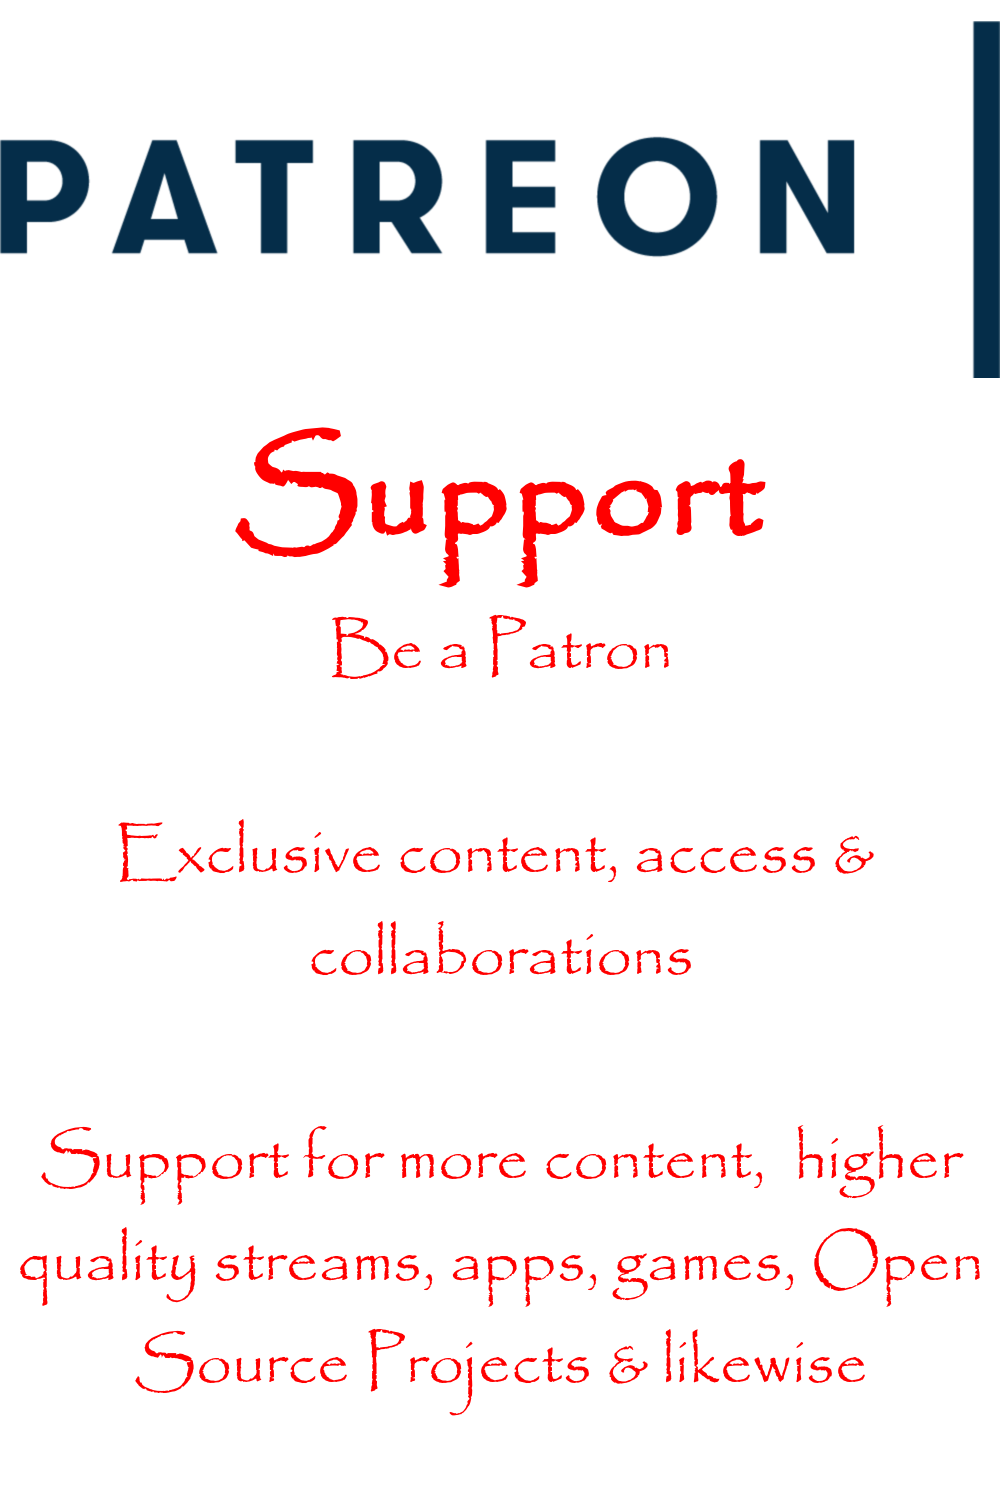 PATREON
Support
Be a Patron
Exclusive content, access &
collaborations
Support for more content, higher
quality streams, apps, games, Open
Source Projects & likewise